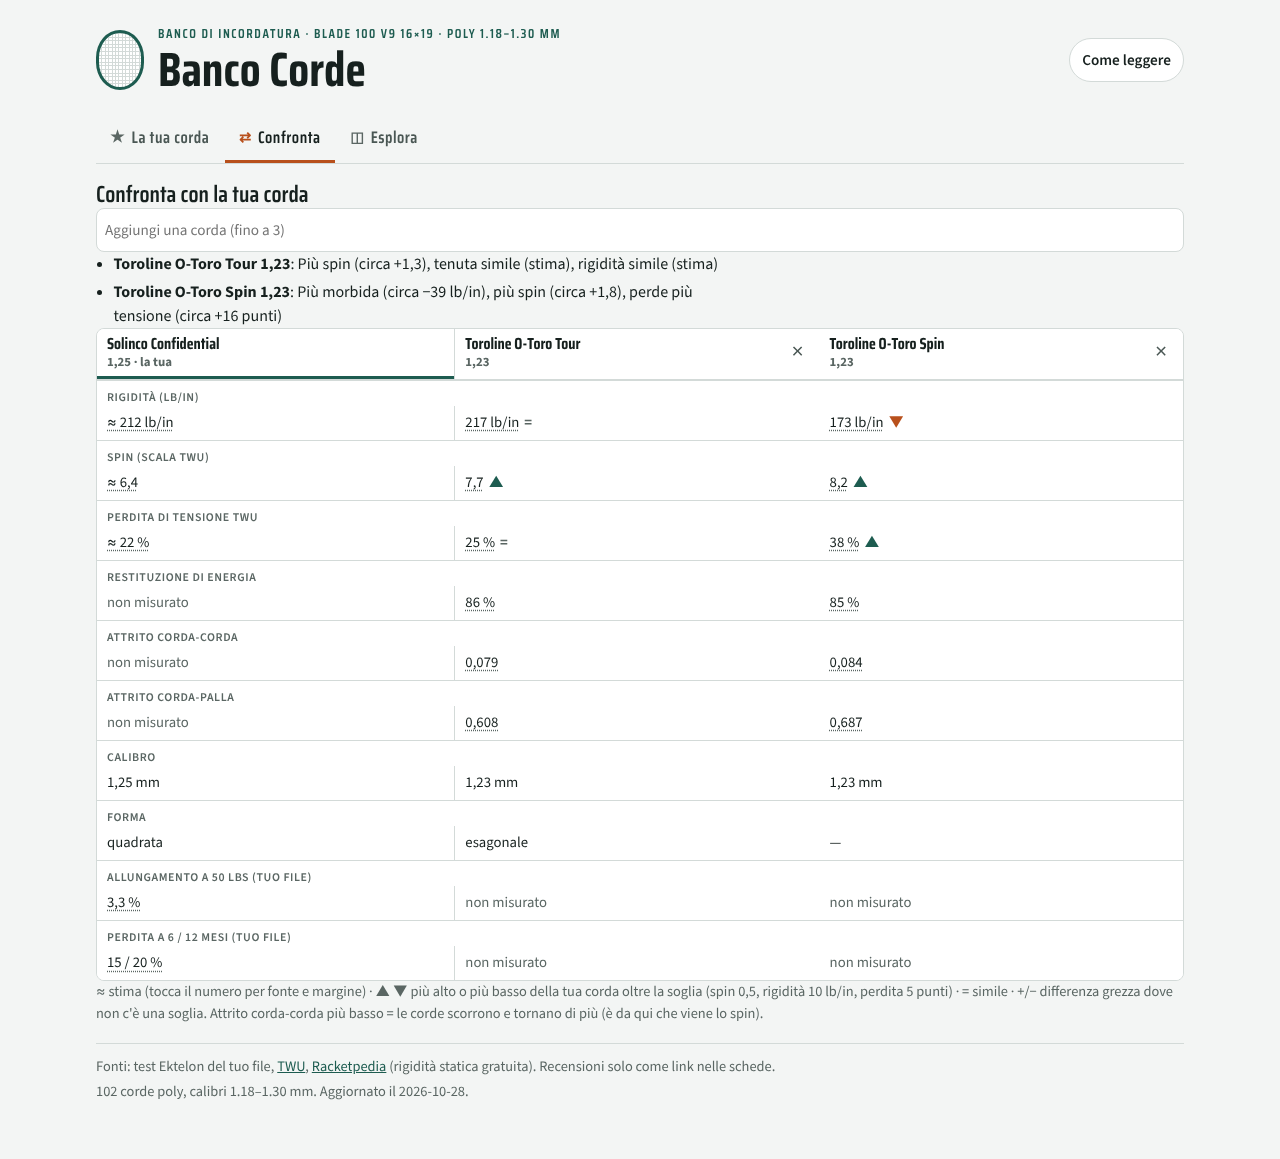 BANCO DI INCORDATURA · BLADE 100 V9 16×19 · POLY 1.18–1.30 MM
Banco Corde
Come leggere
★ La tua corda
⇄ Confronta
◫ Esplora
Confronta con la tua corda
Aggiungi una corda (fino a 3)
• Toroline O-Toro Tour 1,23: Più spin (circa +1,3), tenuta simile (stima), rigidità simile (stima)
• Toroline O-Toro Spin 1,23: Più morbida (circa −39 lb/in), più spin (circa +1,8), perde più
tensione (circa +16 punti)
Solinco Confidential
1,25 · la tua
Toroline O-Toro Tour
1,23
×
Toroline O-Toro Spin
1,23
×
RIGIDITÀ (LB/IN)
≈ 212 lb/in
217 lb/in =
173 lb/in ▼
SPIN (SCALA TWU)
≈ 6,4
7,7 ▲
8,2 ▲
PERDITA DI TENSIONE TWU
≈ 22 %
25 % =
38 % ▲
RESTITUZIONE DI ENERGIA
non misurato
86 %
85 %
ATTRITO CORDA-CORDA
non misurato
0,079
0,084
ATTRITO CORDA-PALLA
non misurato
0,608
0,687
CALIBRO
1,25 mm
1,23 mm
1,23 mm
FORMA
quadrata
esagonale
—
ALLUNGAMENTO A 50 LBS (TUO FILE)
3,3 %
non misurato
non misurato
PERDITA A 6 / 12 MESI (TUO FILE)
15 / 20 %
non misurato
non misurato
≈ stima (tocca il numero per fonte e margine) · ▲ ▼ più alto o più basso della tua corda oltre la soglia (spin 0,5, rigidità 10 lb/in, perdita 5 punti) · = simile · +/− differenza grezza dove
non c'è una soglia. Attrito corda-corda più basso = le corde scorrono e tornano di più (è da qui che viene lo spin).
Fonti: test Ektelon del tuo file, TWU, Racketpedia (rigidità statica gratuita). Recensioni solo come link nelle schede.
102 corde poly, calibri 1.18–1.30 mm. Aggiornato il 2026-10-28.